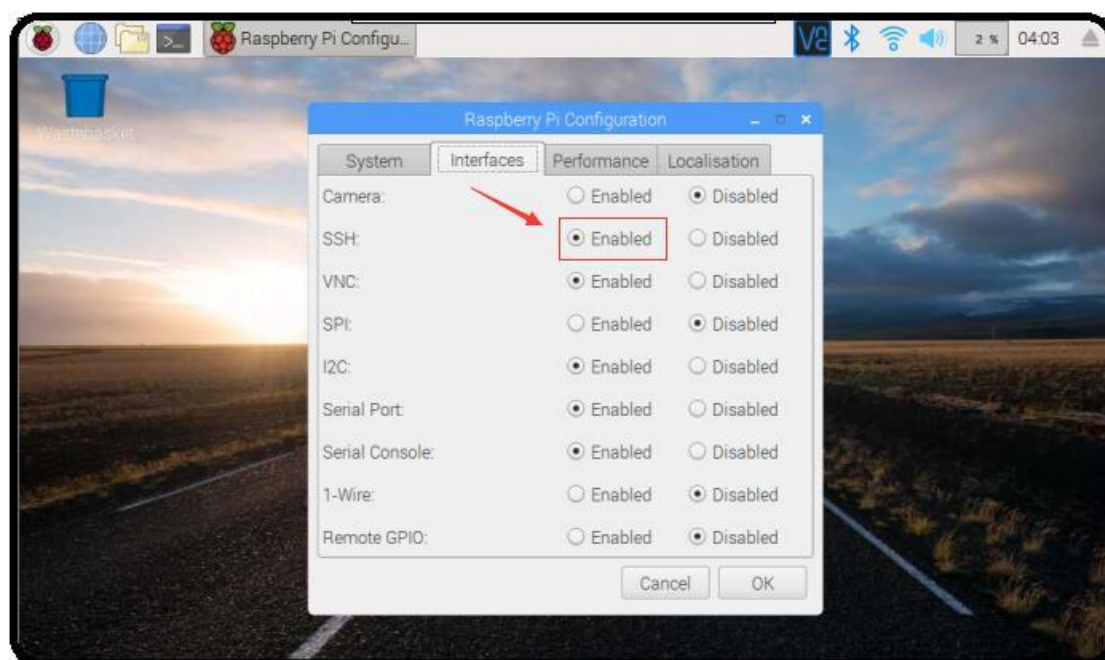 Raspberry Pi Configu...
V2
2 %
04:03
Wastebasket
Raspberry Pi Configuration
System Interfaces Performance Localisation
Camera: Enabled Disabled
SSH: Enabled Disabled
VNC: Enabled Disabled
SPI: Enabled Disabled
I2C: Enabled Disabled
Serial Port: Enabled Disabled
Serial Console: Enabled Disabled
1-Wire: Enabled Disabled
Remote GPIO: Enabled Disabled
Cancel OK